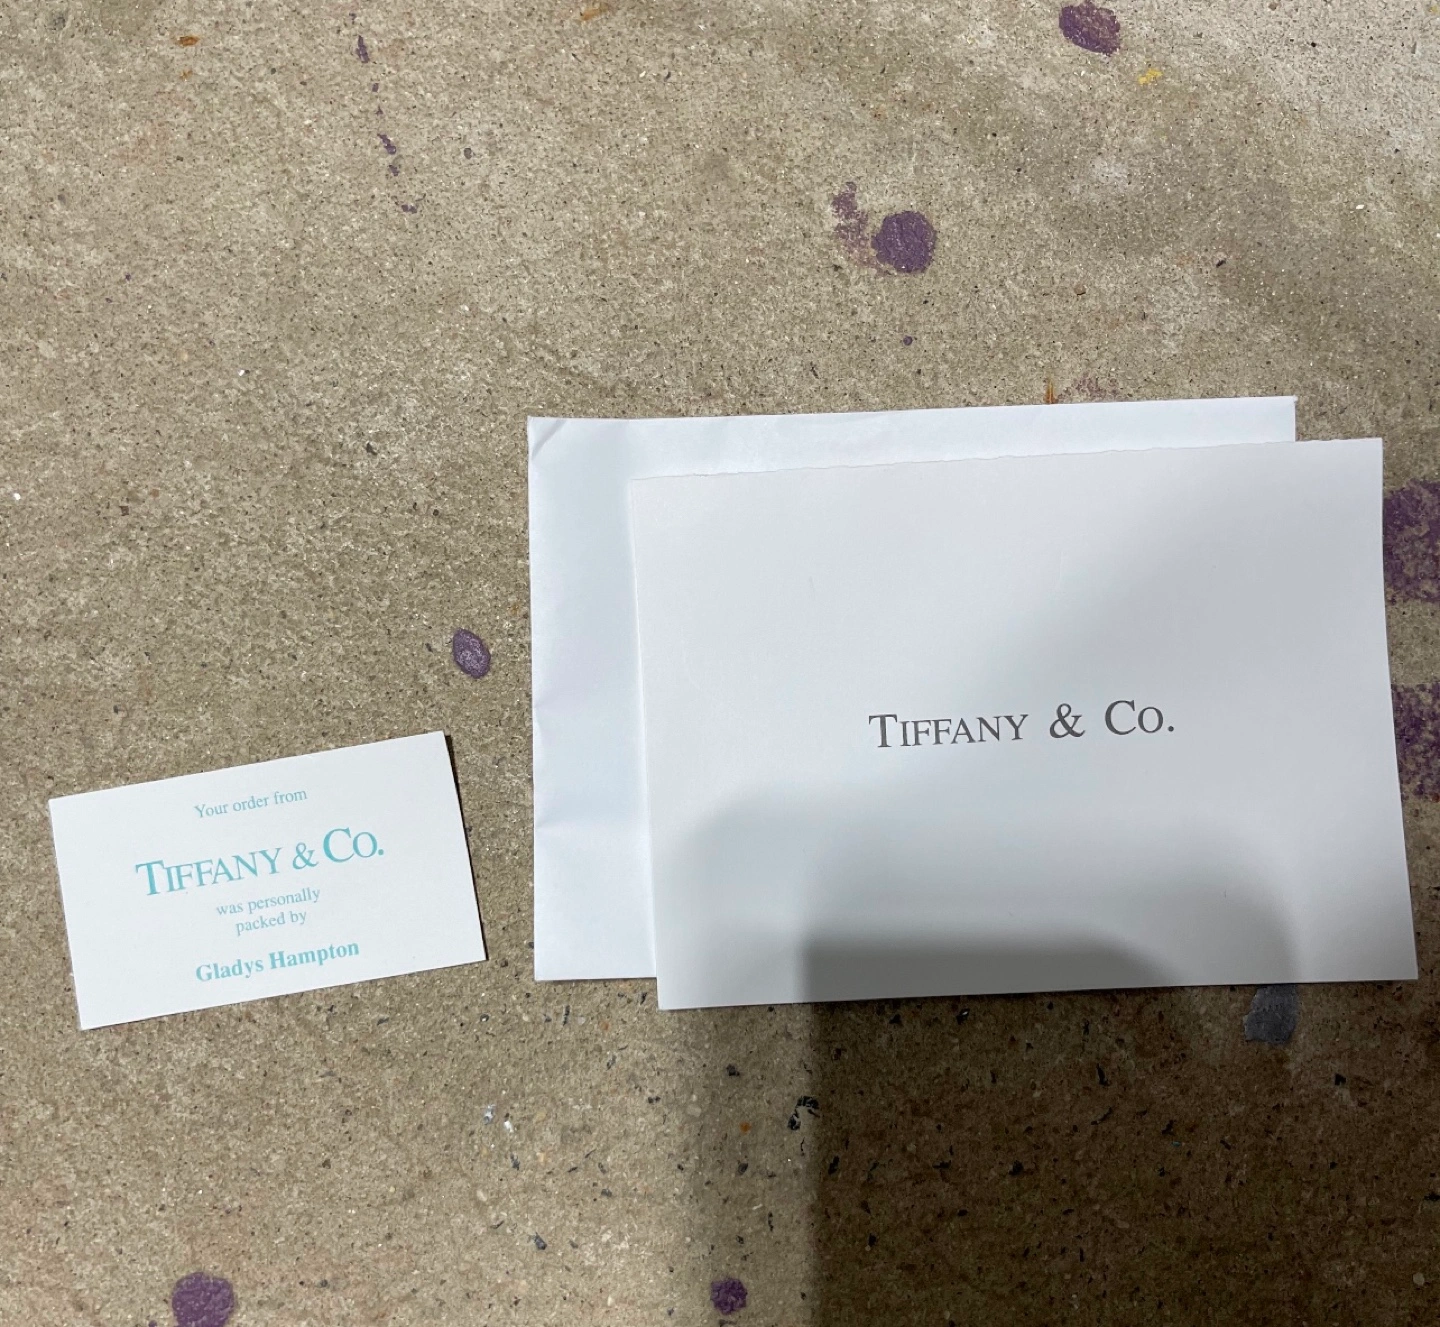 Your order from
TIFFANY & CO.
was personally
packed by
Gladys Hampton
TIFFANY & CO.